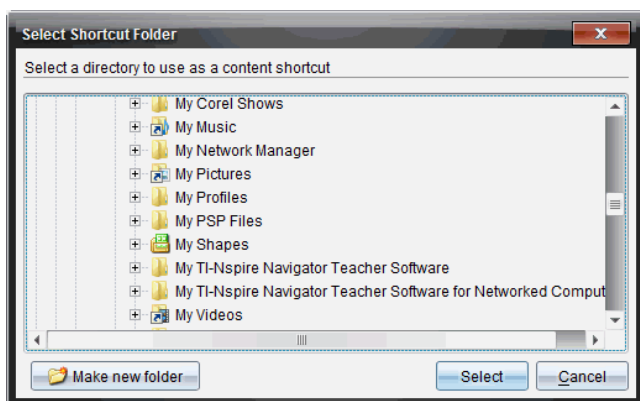 Select Shortcut Folder
Select a directory to use as a content shortcut
My Corel Shows
My Music
My Network Manager
My Pictures
My Profiles
My PSP Files
My Shapes
My TI-Nspire Navigator Teacher Software
My TI-Nspire Navigator Teacher Software for Networked Comput
My Videos
Make new folder
Select
Cancel